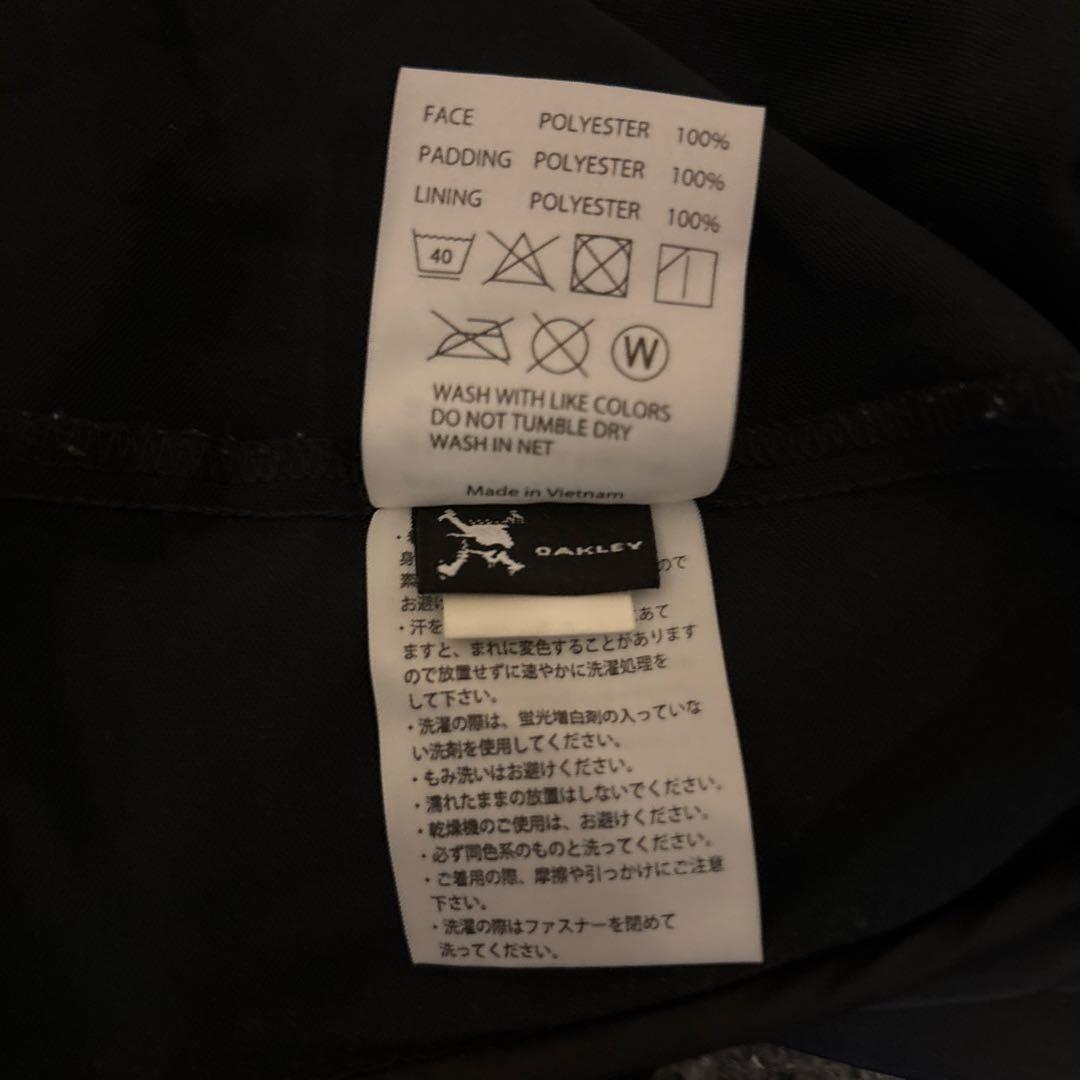 FACE POLYESTER 100%
PADDING POLYESTER 100%
LINING POLYESTER 100%
40
W
WASH WITH LIKE COLORS
DO NOT TUMBLE DRY
WASH IN NET
Made in Vietnam
OAKLEY
身
ので
お避け
・汗を
あて
ますと、まれに変色することがあります
ので放置せずに速やかに洗濯処理を
して下さい。
・洗濯の際は、蛍光増白剤の入っていな
い洗剤を使用してください。
・もみ洗いはお避けください。
・濡れたままの放置はしないでください。
・乾燥機のご使用は、お避けください。
・必ず同色系のものと洗ってください。
・ご着用の際、摩擦や引っかけにご注意
下さい。
・洗濯の際はファスナーを閉めて
洗ってください。